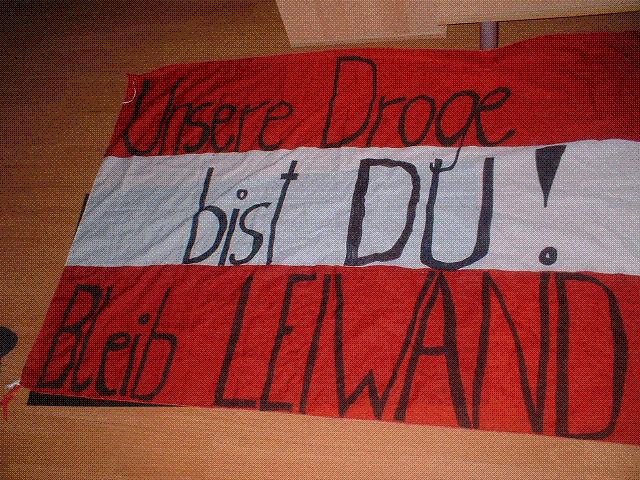 Unsere Droge
bist DU!
Bleib LEIWAND